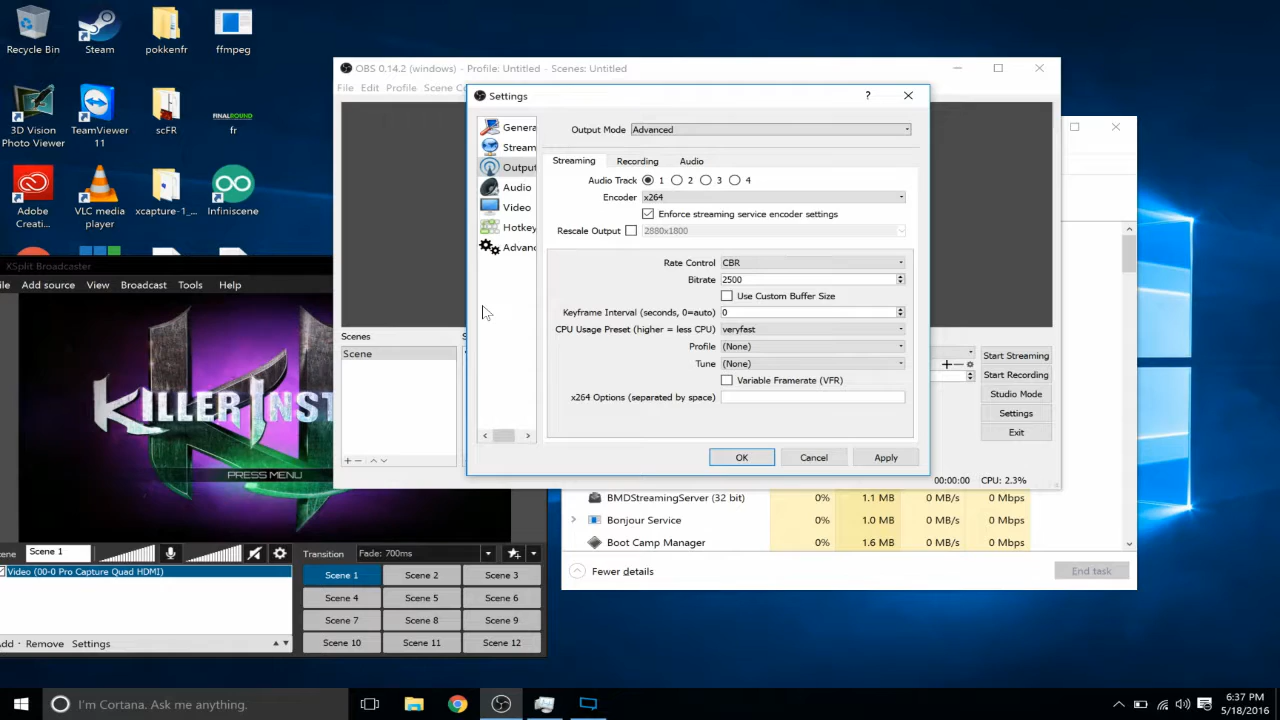 Recycle Bin
Steam
pokkenfr
ffmpeg
3D Vision
Photo Viewer
TeamViewer
11
scFR
FINALROUND
fr
Adobe
Creati...
VLC media
player
xcapture-1_...
Infiniscene
OBS 0.14.2 (windows) - Profile: Untitled - Scenes: Untitled
File Edit Profile Scene Co
Settings
?
Genera
Stream
Output
Audio
Video
Hotkey
Advanc
Output Mode Advanced
Streaming Recording Audio
Audio Track 1 2 3 4
Encoder x264
Enforce streaming service encoder settings
Rescale Output 2880x1800
Rate Control CBR
Bitrate 2500
Use Custom Buffer Size
Keyframe Interval (seconds, 0=auto) 0
CPU Usage Preset (higher = less CPU) veryfast
Profile (None)
Tune (None)
Variable Framerate (VFR)
x264 Options (separated by space)
OK Cancel Apply
Scenes
Scene
Start Streaming
Start Recording
Studio Mode
Settings
Exit
00:00:00 CPU: 2.3%
XSplit Broadcaster
ile Add source View Broadcast Tools Help
KILLER INST
PRESS MENU
ene Scene 1
Transition Fade: 700ms
Video (00-0 Pro Capture Quad HDMI)
Scene 1 Scene 2 Scene 3
Scene 4 Scene 5 Scene 6
Scene 7 Scene 8 Scene 9
Scene 10 Scene 11 Scene 12
Add · Remove Settings
BMDStreamingServer (32 bit) 0% 1.1 MB 0 MB/s 0 Mbps
Bonjour Service 0% 1.0 MB 0 MB/s 0 Mbps
Boot Camp Manager 0% 1.6 MB 0 MB/s 0 Mbps
Fewer details
End task
I'm Cortana. Ask me anything.
6:37 PM
5/18/2016